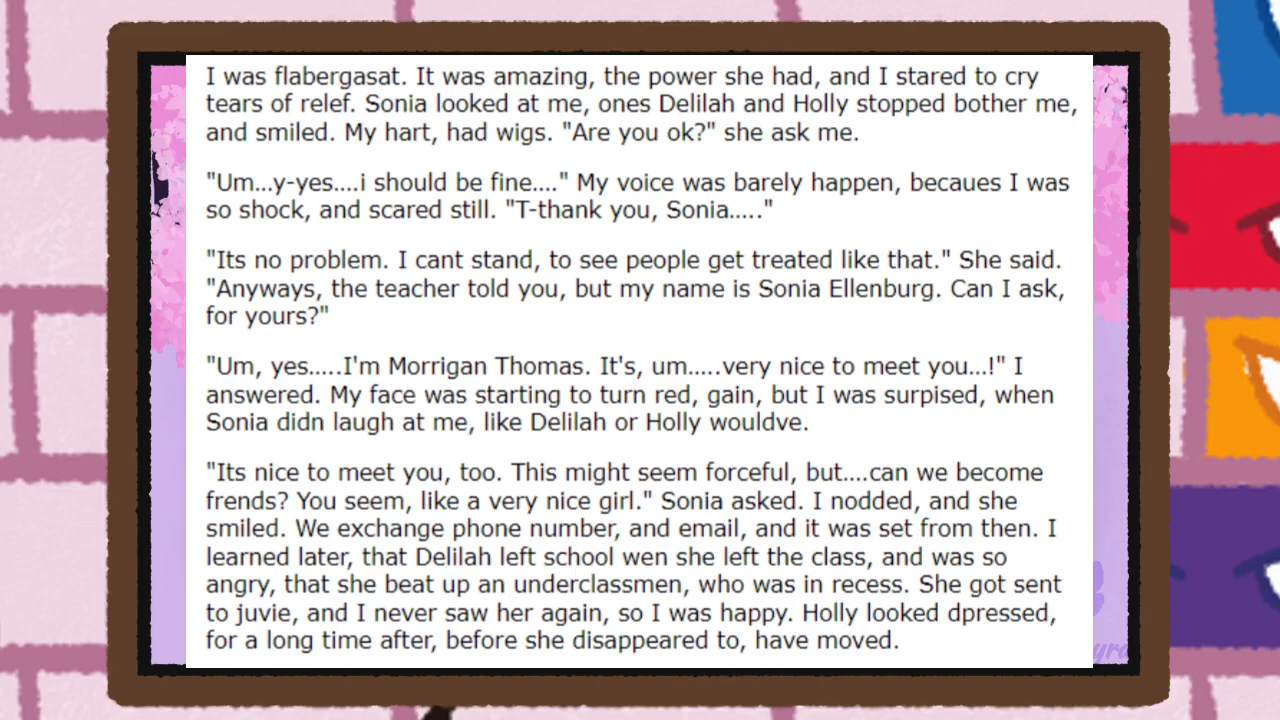 I was flabergasat. It was amazing, the power she had, and I stared to cry
tears of relef. Sonia looked at me, ones Delilah and Holly stopped bother me,
and smiled. My hart, had wigs. "Are you ok?" she ask me.
"Um...y-yes....i should be fine...." My voice was barely happen, becaues I was
so shock, and scared still. "T-thank you, Sonia....."
"Its no problem. I cant stand, to see people get treated like that." She said.
"Anyways, the teacher told you, but my name is Sonia Ellenburg. Can I ask,
for yours?"
"Um, yes.....I'm Morrigan Thomas. It's, um.....very nice to meet you...!" I
answered. My face was starting to turn red, gain, but I was surpised, when
Sonia didn laugh at me, like Delilah or Holly wouldve.
"Its nice to meet you, too. This might seem forceful, but....can we become
frends? You seem, like a very nice girl." Sonia asked. I nodded, and she
smiled. We exchange phone number, and email, and it was set from then. I
learned later, that Delilah left school wen she left the class, and was so
angry, that she beat up an underclassmen, who was in recess. She got sent
to juvie, and I never saw her again, so I was happy. Holly looked dpressed,
for a long time after, before she disappeared to, have moved.